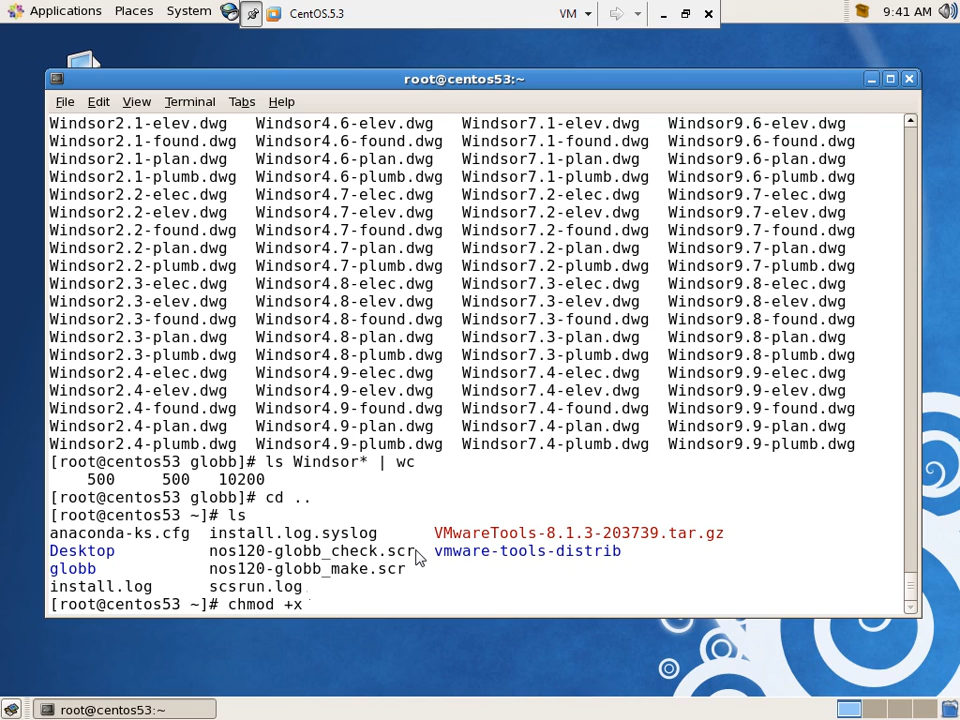 Applications Places System CentOS.5.3 VM 9:41 AM
root@centos53:~
File Edit View Terminal Tabs Help
Windsor2.1-elev.dwg Windsor4.6-elev.dwg Windsor7.1-elev.dwg Windsor9.6-elev.dwg
Windsor2.1-found.dwg Windsor4.6-found.dwg Windsor7.1-found.dwg Windsor9.6-found.dwg
Windsor2.1-plan.dwg Windsor4.6-plan.dwg Windsor7.1-plan.dwg Windsor9.6-plan.dwg
Windsor2.1-plumb.dwg Windsor4.6-plumb.dwg Windsor7.1-plumb.dwg Windsor9.6-plumb.dwg
Windsor2.2-elec.dwg Windsor4.7-elec.dwg Windsor7.2-elec.dwg Windsor9.7-elec.dwg
Windsor2.2-elev.dwg Windsor4.7-elev.dwg Windsor7.2-elev.dwg Windsor9.7-elev.dwg
Windsor2.2-found.dwg Windsor4.7-found.dwg Windsor7.2-found.dwg Windsor9.7-found.dwg
Windsor2.2-plan.dwg Windsor4.7-plan.dwg Windsor7.2-plan.dwg Windsor9.7-plan.dwg
Windsor2.2-plumb.dwg Windsor4.7-plumb.dwg Windsor7.2-plumb.dwg Windsor9.7-plumb.dwg
Windsor2.3-elec.dwg Windsor4.8-elec.dwg Windsor7.3-elec.dwg Windsor9.8-elec.dwg
Windsor2.3-elev.dwg Windsor4.8-elev.dwg Windsor7.3-elev.dwg Windsor9.8-elev.dwg
Windsor2.3-found.dwg Windsor4.8-found.dwg Windsor7.3-found.dwg Windsor9.8-found.dwg
Windsor2.3-plan.dwg Windsor4.8-plan.dwg Windsor7.3-plan.dwg Windsor9.8-plan.dwg
Windsor2.3-plumb.dwg Windsor4.8-plumb.dwg Windsor7.3-plumb.dwg Windsor9.8-plumb.dwg
Windsor2.4-elec.dwg Windsor4.9-elec.dwg Windsor7.4-elec.dwg Windsor9.9-elec.dwg
Windsor2.4-elev.dwg Windsor4.9-elev.dwg Windsor7.4-elev.dwg Windsor9.9-elev.dwg
Windsor2.4-found.dwg Windsor4.9-found.dwg Windsor7.4-found.dwg Windsor9.9-found.dwg
Windsor2.4-plan.dwg Windsor4.9-plan.dwg Windsor7.4-plan.dwg Windsor9.9-plan.dwg
Windsor2.4-plumb.dwg Windsor4.9-plumb.dwg Windsor7.4-plumb.dwg Windsor9.9-plumb.dwg
[root@centos53 globb]# ls Windsor* | wc
500 500 10200
[root@centos53 globb]# cd ..
[root@centos53 ~]# ls
anaconda-ks.cfg install.log.syslog VMwareTools-8.1.3-203739.tar.gz
Desktop nos120-globb_check.scr vmware-tools-distrib
globb nos120-globb_make.scr
install.log scsrun.log
[root@centos53 ~]# chmod +x
root@centos53:~